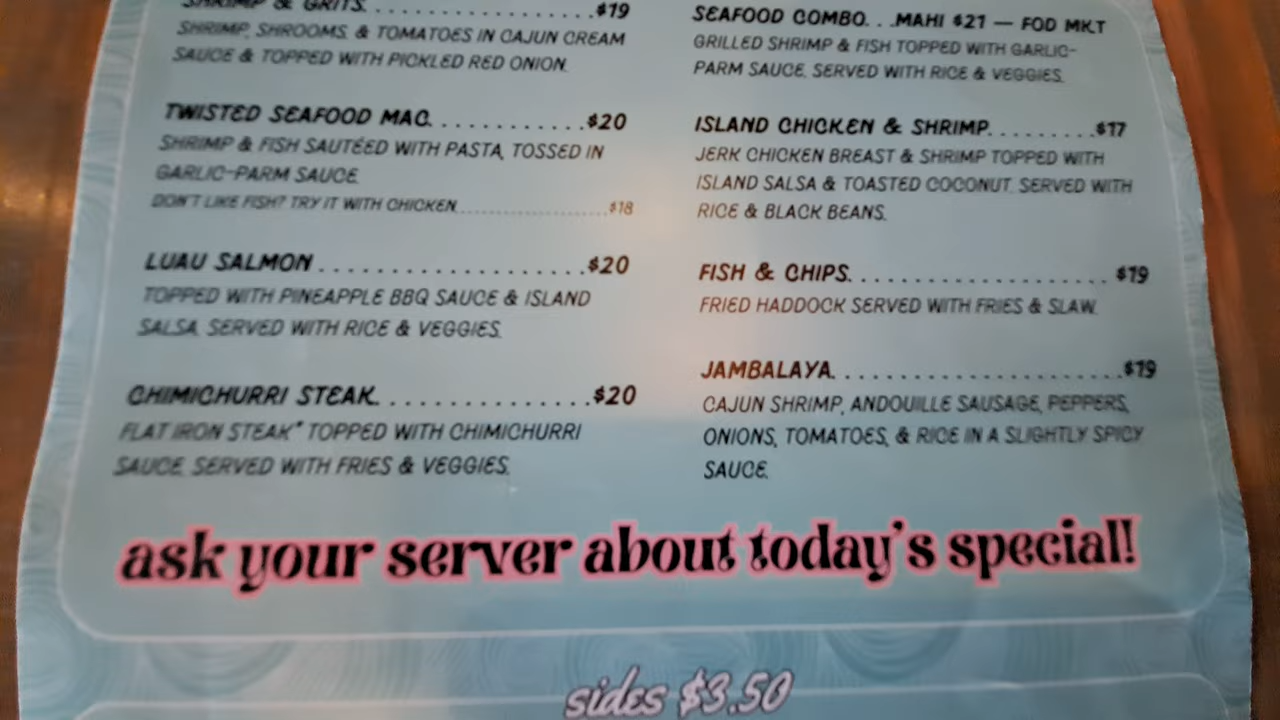 SHRIMP & GRITS. . . . . . . . . . . . . . . . . .$19
SHRIMP, SHROOMS, & TOMATOES IN CAJUN CREAM
SAUCE & TOPPED WITH PICKLED RED ONION.
TWISTED SEAFOOD MAC. . . . . . . . . . . .$20
SHRIMP & FISH SAUTÉED WITH PASTA, TOSSED IN
GARLIC-PARM SAUCE.
DON'T LIKE FISH? TRY IT WITH CHICKEN..............................$18
LUAU SALMON . . . . . . . . . . . . . . . . . . . . .$20
TOPPED WITH PINEAPPLE BBQ SAUCE & ISLAND
SALSA. SERVED WITH RICE & VEGGIES.
CHIMICHURRI STEAK. . . . . . . . . . . . . . . .$20
FLAT IRON STEAK* TOPPED WITH CHIMICHURRI
SAUCE. SERVED WITH FRIES & VEGGIES.
SEAFOOD COMBO. . .MAHI $21 — FOD MKT
GRILLED SHRIMP & FISH TOPPED WITH GARLIC-
PARM SAUCE. SERVED WITH RICE & VEGGIES.
ISLAND CHICKEN & SHRIMP. . . . . . . . .$17
JERK CHICKEN BREAST & SHRIMP TOPPED WITH
ISLAND SALSA & TOASTED COCONUT. SERVED WITH
RICE & BLACK BEANS.
FISH & CHIPS. . . . . . . . . . . . . . . . . . . . . $19
FRIED HADDOCK SERVED WITH FRIES & SLAW.
JAMBALAYA. . . . . . . . . . . . . . . . . . . . . . .$19
CAJUN SHRIMP, ANDOUILLE SAUSAGE, PEPPERS,
ONIONS, TOMATOES, & RICE IN A SLIGHTLY SPICY
SAUCE.
ask your server about today's special!
sides $3.50